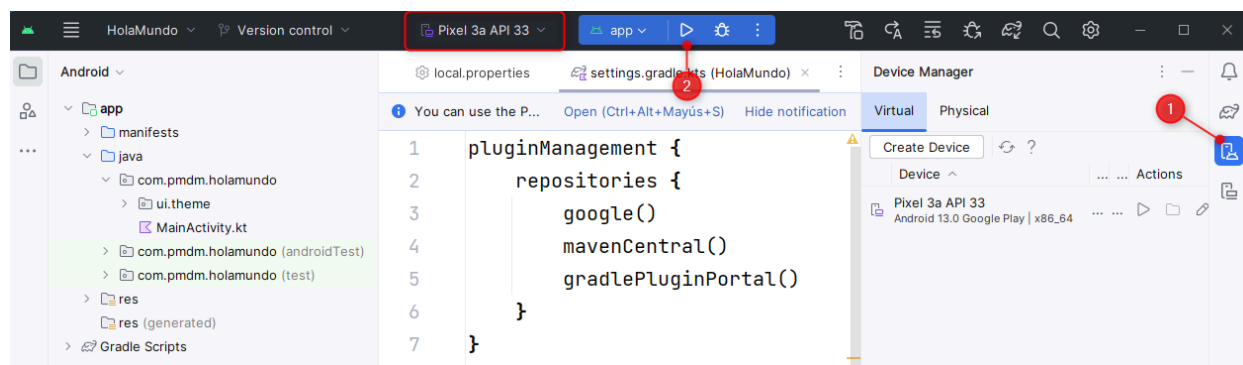 HolaMundo Version control Pixel 3a API 33 app
Android
app
manifests
java
com.pmdm.holamundo
ui.theme
MainActivity.kt
com.pmdm.holamundo (androidTest)
com.pmdm.holamundo (test)
res
res (generated)
Gradle Scripts
local.properties settings.gradle.kts (HolaMundo)
2
You can use the P... Open (Ctrl+Alt+Mayús+S) Hide notification
1 pluginManagement {
2 repositories {
3 google()
4 mavenCentral()
5 gradlePluginPortal()
6 }
7 }
Device Manager
Virtual Physical
1
Create Device ?
Device ... ... Actions
Pixel 3a API 33
Android 13.0 Google Play | x86_64 ... ...